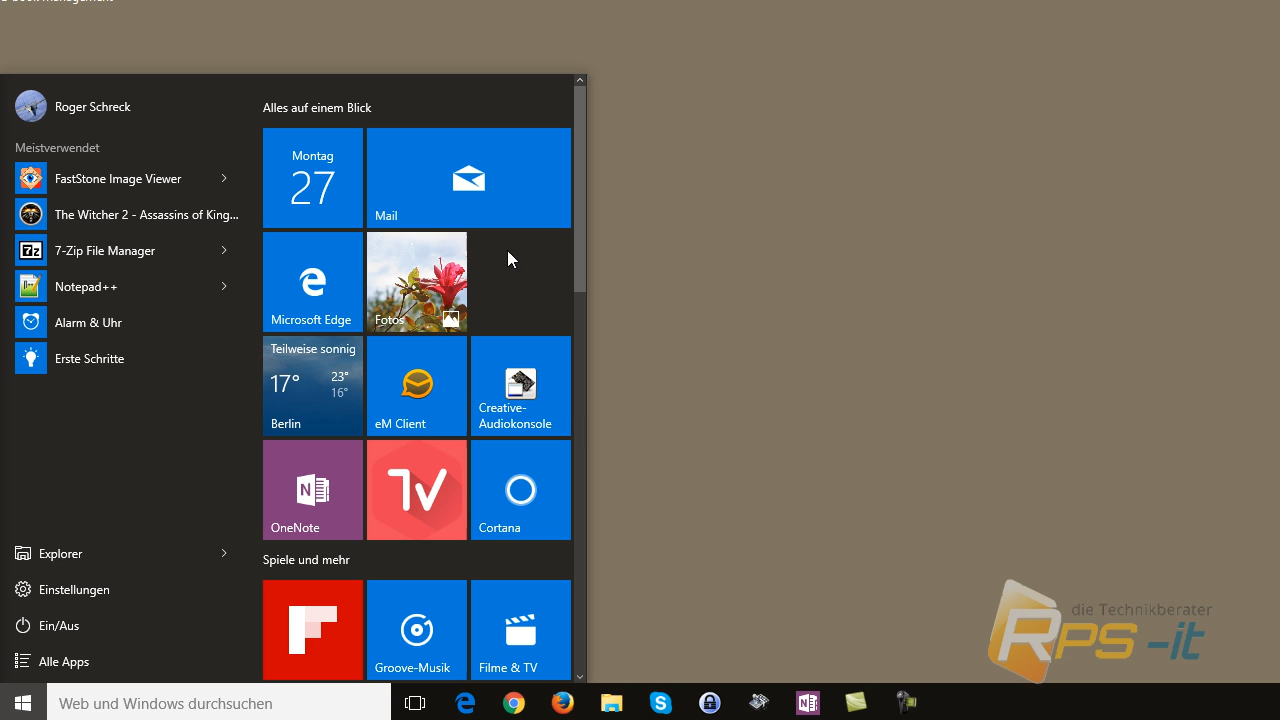 Roger Schreck
Meistverwendet
FastStone Image Viewer
The Witcher 2 - Assassins of King...
7-Zip File Manager
Notepad++
Alarm & Uhr
Erste Schritte
Explorer
Einstellungen
Ein/Aus
Alle Apps
Alles auf einem Blick
Montag
27
Mail
Microsoft Edge
Fotos
Teilweise sonnig
17° 23°
16°
Berlin
eM Client
Creative-
Audiokonsole
OneNote
TV
Cortana
Spiele und mehr
Groove-Musik
Filme & TV
Web und Windows durchsuchen
die Technikberater
RPS-it